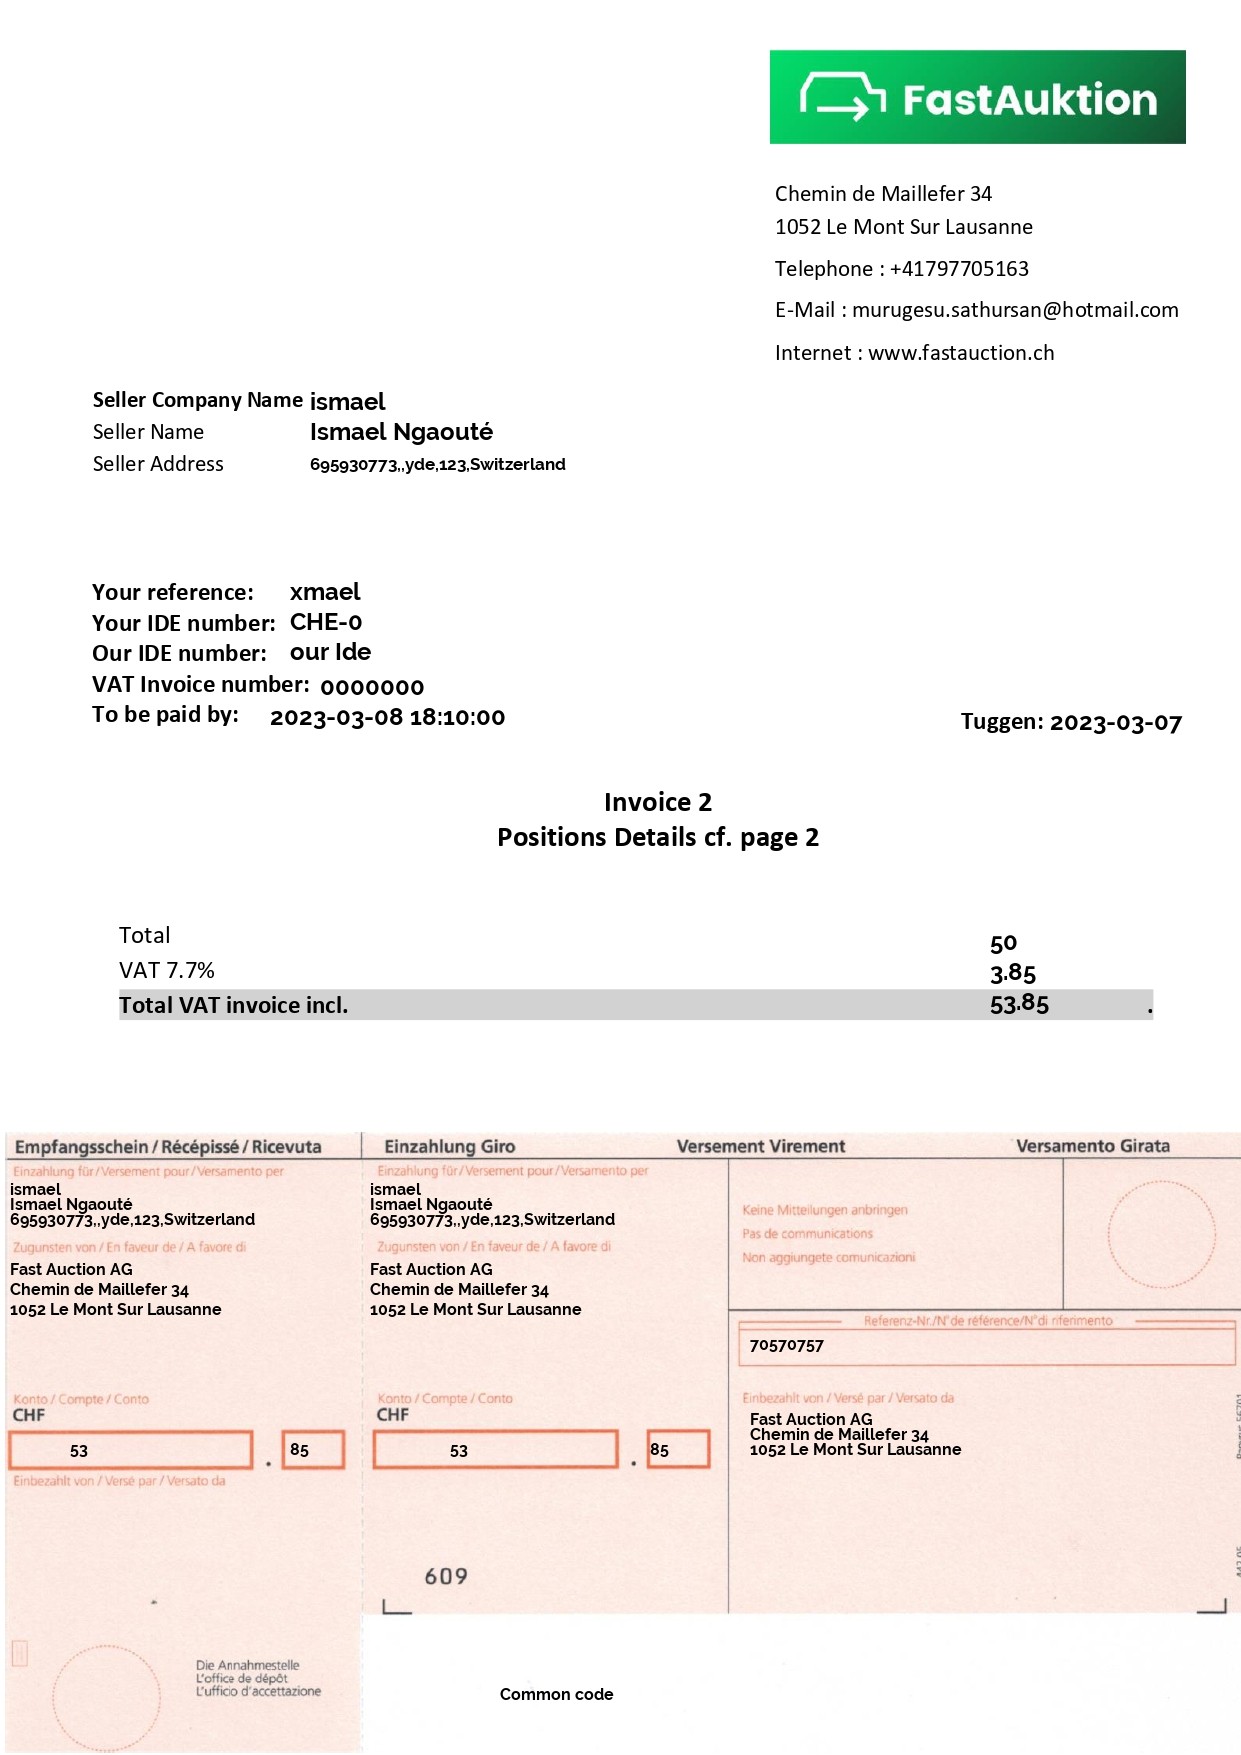 FastAuktion
Chemin de Maillefer 34
1052 Le Mont Sur Lausanne
Telephone : +41797705163
E-Mail : murugesu.sathursan@hotmail.com
Internet : www.fastauction.ch
Seller Company Name ismael
Seller Name Ismael Ngaouté
Seller Address 695930773,,yde,123,Switzerland
Your reference: xmael
Your IDE number: CHE-0
Our IDE number: our Ide
VAT Invoice number: 0000000
To be paid by: 2023-03-08 18:10:00
Tuggen: 2023-03-07
Invoice 2
Positions Details cf. page 2
Total 50
VAT 7.7% 3.85
Total VAT invoice incl. 53.85 .
Empfangsschein / Récépissé / Ricevuta
Einzahlung für / Versement pour / Versamento per
ismael
Ismael Ngaouté
695930773,,yde,123,Switzerland
Zugunsten von / En faveur de / A favore di
Fast Auction AG
Chemin de Maillefer 34
1052 Le Mont Sur Lausanne
Konto / Compte / Conto
CHF
53 . 85
Einbezahlt von / Versé par / Versato da
Die Annahmestelle
L'office de dépôt
L'ufficio d'accettazione
Einzahlung Giro Versement Virement Versamento Girata
Einzahlung für / Versement pour / Versamento per
ismael
Ismael Ngaouté
695930773,,yde,123,Switzerland
Zugunsten von / En faveur de / A favore di
Fast Auction AG
Chemin de Maillefer 34
1052 Le Mont Sur Lausanne
Konto / Compte / Conto
CHF
53 . 85
609
Keine Mitteilungen anbringen
Pas de communications
Non aggiungete comunicazioni
Referenz-Nr./N° de référence/N° di riferimento
70570757
Einbezahlt von / Versé par / Versato da
Fast Auction AG
Chemin de Maillefer 34
1052 Le Mont Sur Lausanne
Common code